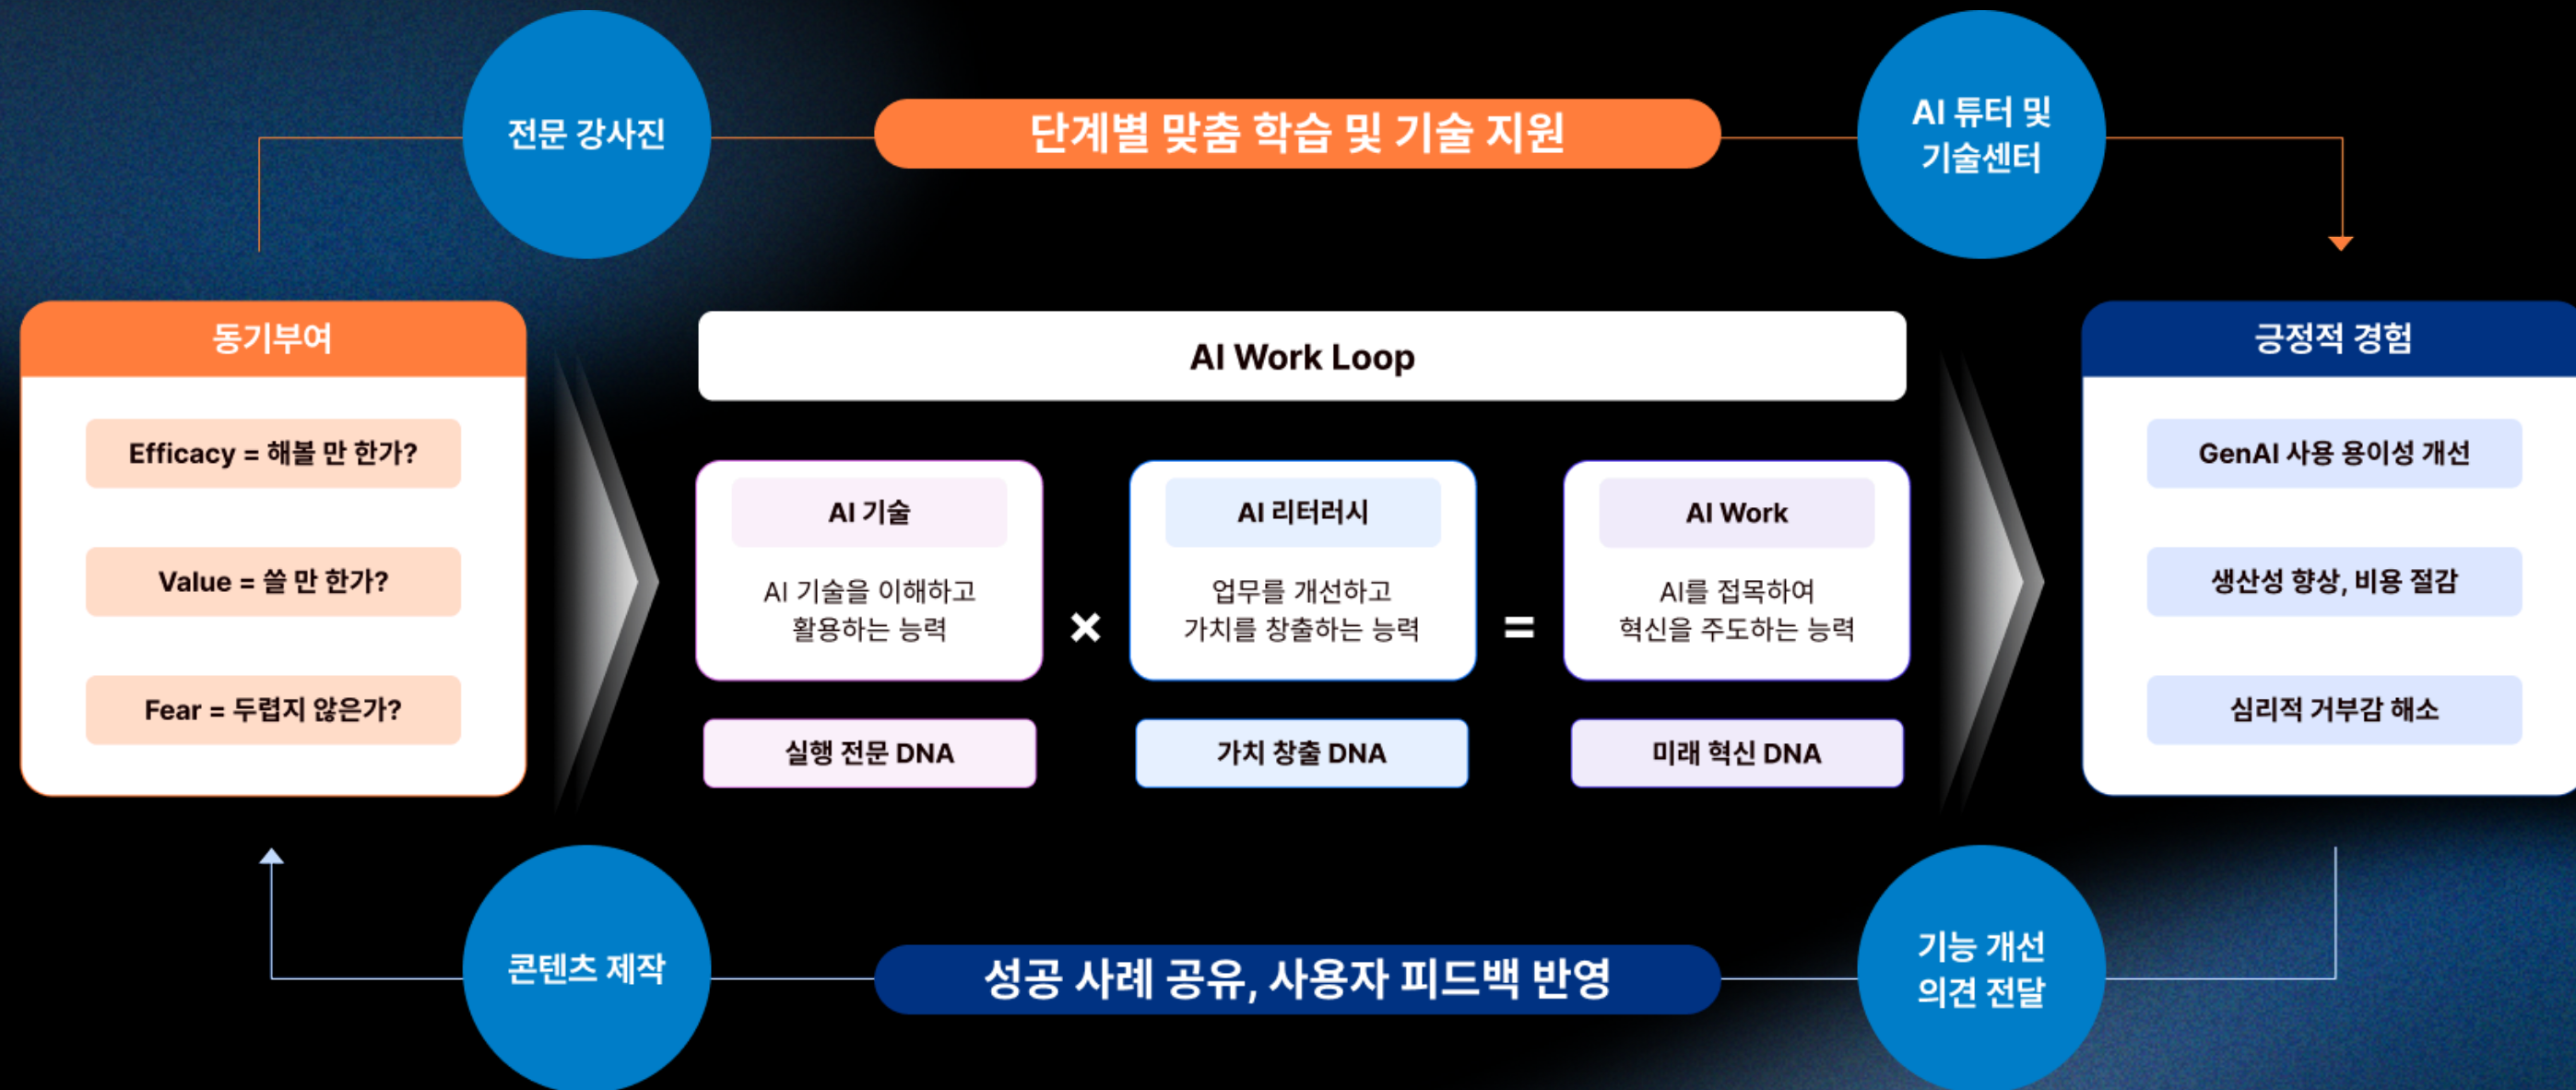 전문 강사진
단계별 맞춤 학습 및 기술 지원
AI 튜터 및
기술센터
동기부여
Efficacy = 해볼 만 한가?
Value = 쓸 만 한가?
Fear = 두렵지 않은가?
AI Work Loop
AI 기술
AI 기술을 이해하고
활용하는 능력
실행 전문 DNA
×
AI 리터러시
업무를 개선하고
가치를 창출하는 능력
가치 창출 DNA
=
AI Work
AI를 접목하여
혁신을 주도하는 능력
미래 혁신 DNA
긍정적 경험
GenAI 사용 용이성 개선
생산성 향상, 비용 절감
심리적 거부감 해소
콘텐츠 제작
성공 사례 공유, 사용자 피드백 반영
기능 개선
의견 전달